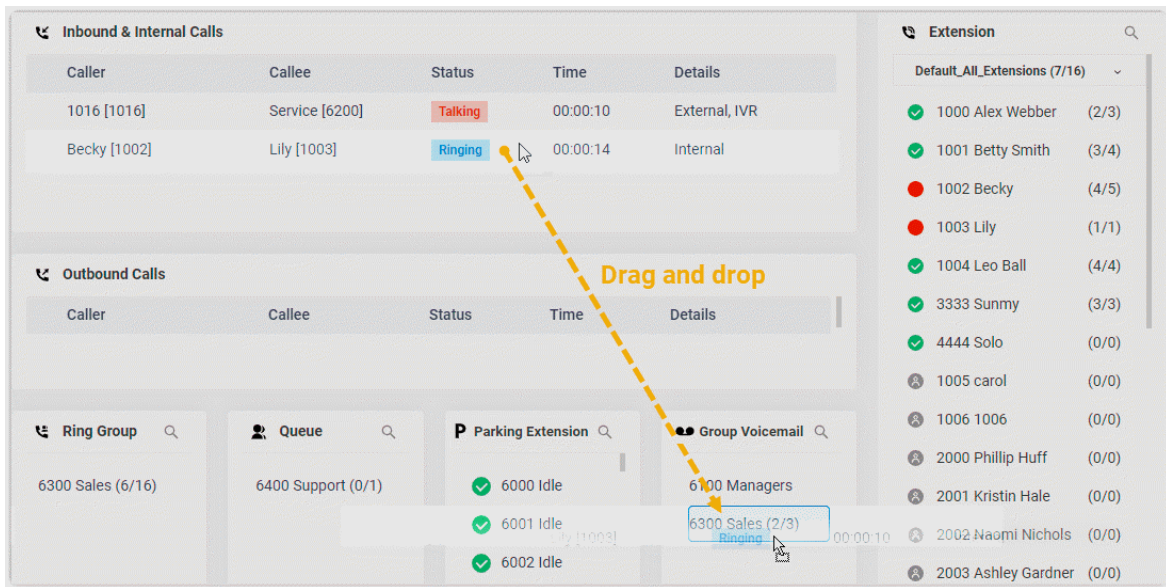 Inbound & Internal Calls
Caller Callee Status Time Details
1016 [1016] Service [6200] Talking 00:00:10 External, IVR
Becky [1002] Lily [1003] Ringing 00:00:14 Internal
Outbound Calls
Drag and drop
Caller Callee Status Time Details
Ring Group
6300 Sales (6/16)
Queue
6400 Support (0/1)
P Parking Extension
6000 Idle
6001 Idle
6002 Idle
Group Voicemail
6100 Managers
6300 Sales (2/3)
Lily [1003] Ringing 00:00:10
Extension
Default_All_Extensions (7/16)
1000 Alex Webber (2/3)
1001 Betty Smith (3/4)
1002 Becky (4/5)
1003 Lily (1/1)
1004 Leo Ball (4/4)
3333 Sunmy (3/3)
4444 Solo (0/0)
1005 carol (0/0)
1006 1006 (0/0)
2000 Phillip Huff (0/0)
2001 Kristin Hale (0/0)
2002 Naomi Nichols (0/0)
2003 Ashley Gardner (0/0)